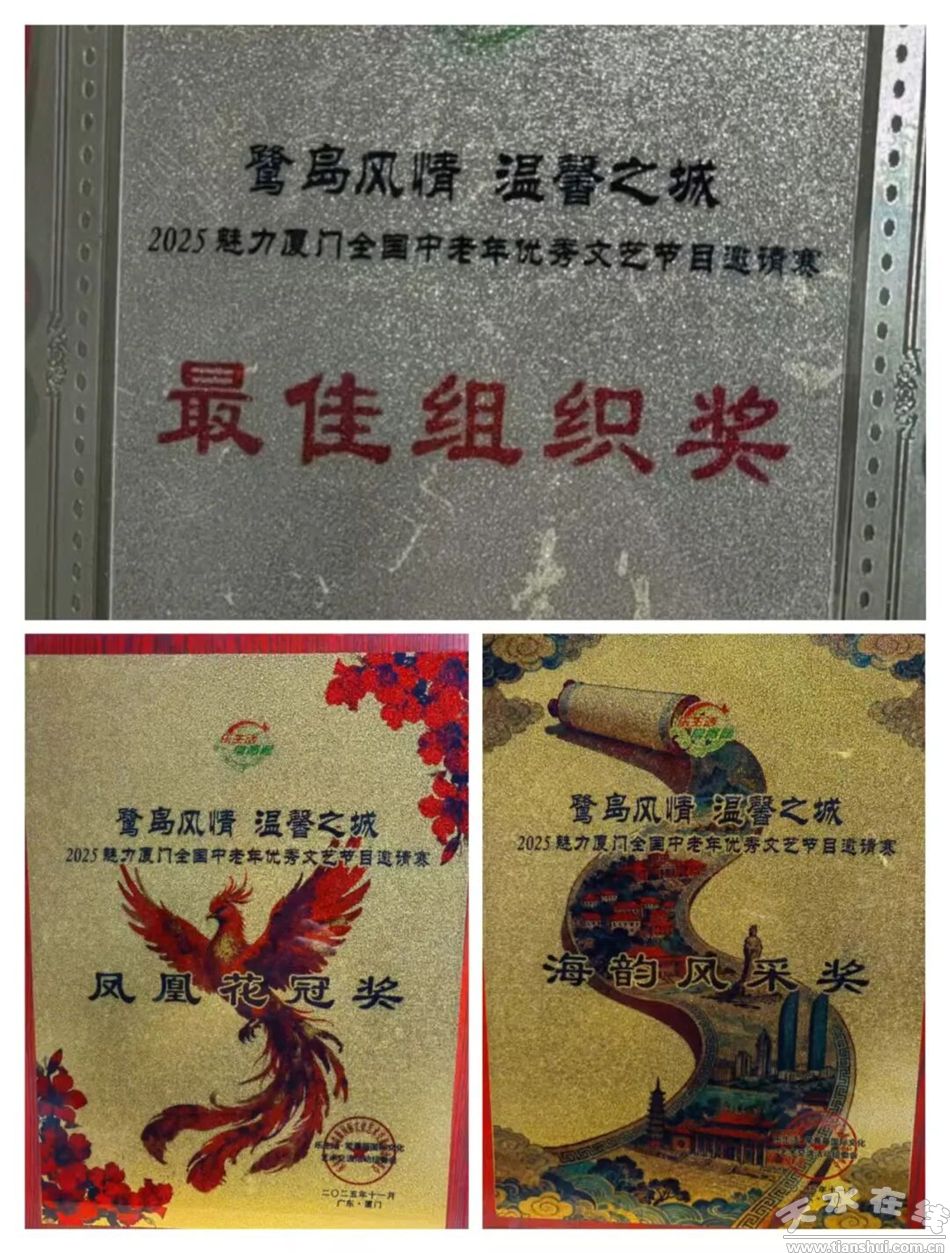 鹭岛风情 温馨之城
2025魅力厦门全国中老年优秀文艺节目邀请赛
最佳组织奖
乐生活
鹭岛风情 温馨之城
2025魅力厦门全国中老年优秀文艺节目邀请赛
凤凰花冠奖
二〇二五年十一月
广东·厦门
鹭岛风情 温馨之城
2025魅力厦门全国中老年优秀文艺节目邀请赛
海韵风采奖
天水在线
www.tianshui.com.cn